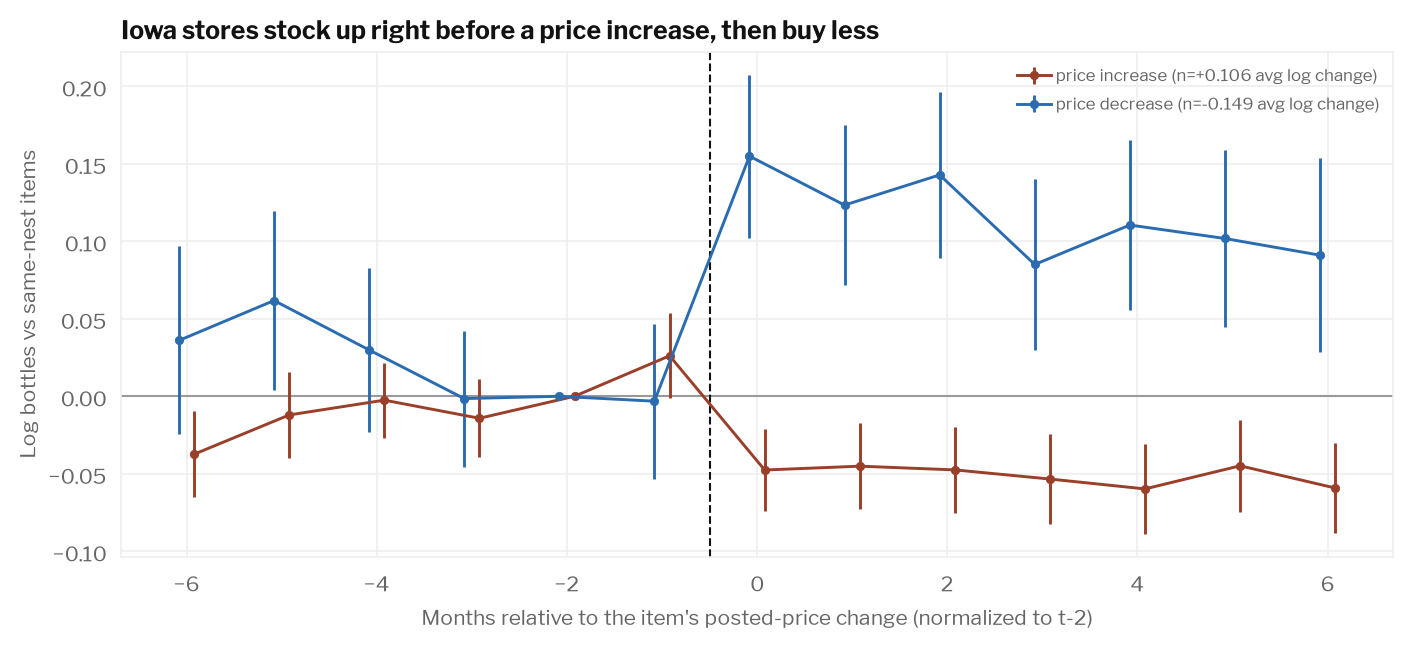 Iowa stores stock up right before a price increase, then buy less
price increase (n=+0.106 avg log change)
price decrease (n=-0.149 avg log change)
Log bottles vs same-nest items
0.20
0.15
0.10
0.05
0.00
−0.05
−0.10
−6 −4 −2 0 2 4 6
Months relative to the item's posted-price change (normalized to t-2)